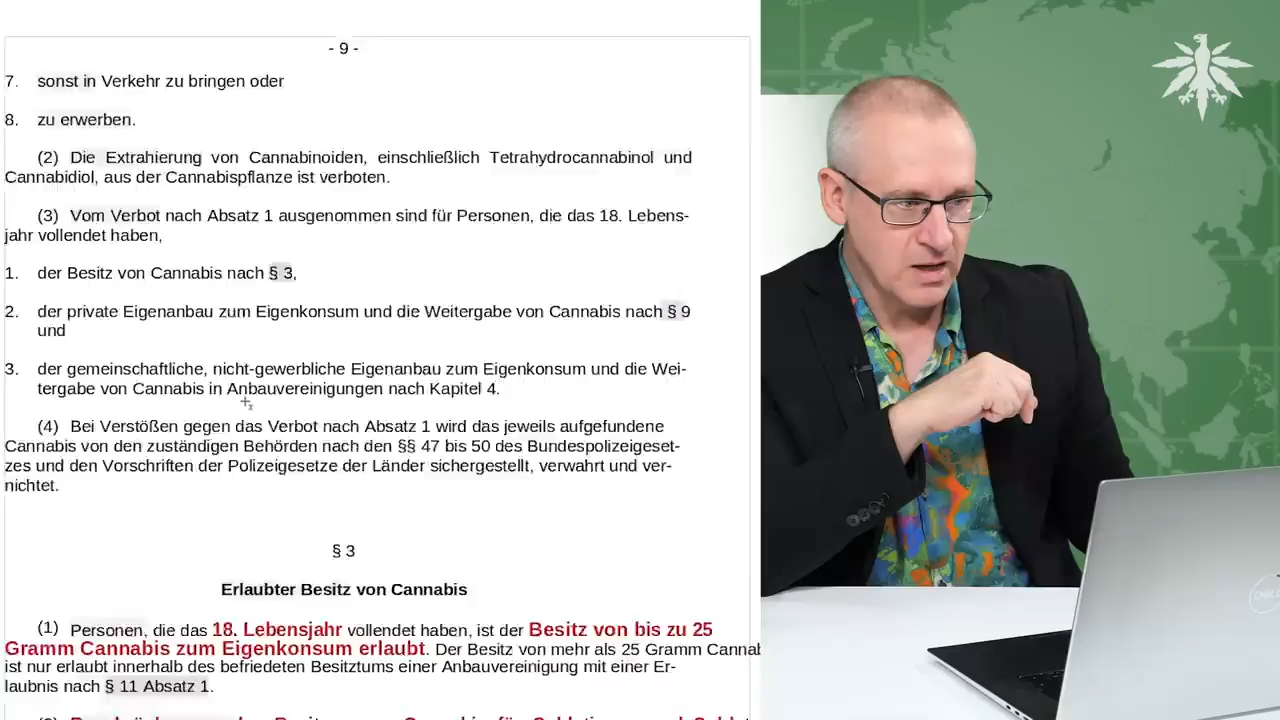 - 9 -
7. sonst in Verkehr zu bringen oder
8. zu erwerben.
(2) Die Extrahierung von Cannabinoiden, einschließlich Tetrahydrocannabinol und
Cannabidiol, aus der Cannabispflanze ist verboten.
(3) Vom Verbot nach Absatz 1 ausgenommen sind für Personen, die das 18. Lebens-
jahr vollendet haben,
1. der Besitz von Cannabis nach § 3,
2. der private Eigenanbau zum Eigenkonsum und die Weitergabe von Cannabis nach § 9
und
3. der gemeinschaftliche, nicht-gewerbliche Eigenanbau zum Eigenkonsum und die Wei-
tergabe von Cannabis in Anbauvereinigungen nach Kapitel 4.
(4) Bei Verstößen gegen das Verbot nach Absatz 1 wird das jeweils aufgefundene
Cannabis von den zuständigen Behörden nach den §§ 47 bis 50 des Bundespolizeigeset-
zes und den Vorschriften der Polizeigesetze der Länder sichergestellt, verwahrt und ver-
nichtet.
§ 3
Erlaubter Besitz von Cannabis
(1) Personen, die das 18. Lebensjahr vollendet haben, ist der Besitz von bis zu 25
Gramm Cannabis zum Eigenkonsum erlaubt. Der Besitz von mehr als 25 Gramm Cannab
ist nur erlaubt innerhalb des befriedeten Besitztums einer Anbauvereinigung mit einer Er-
laubnis nach § 11 Absatz 1.
DELL